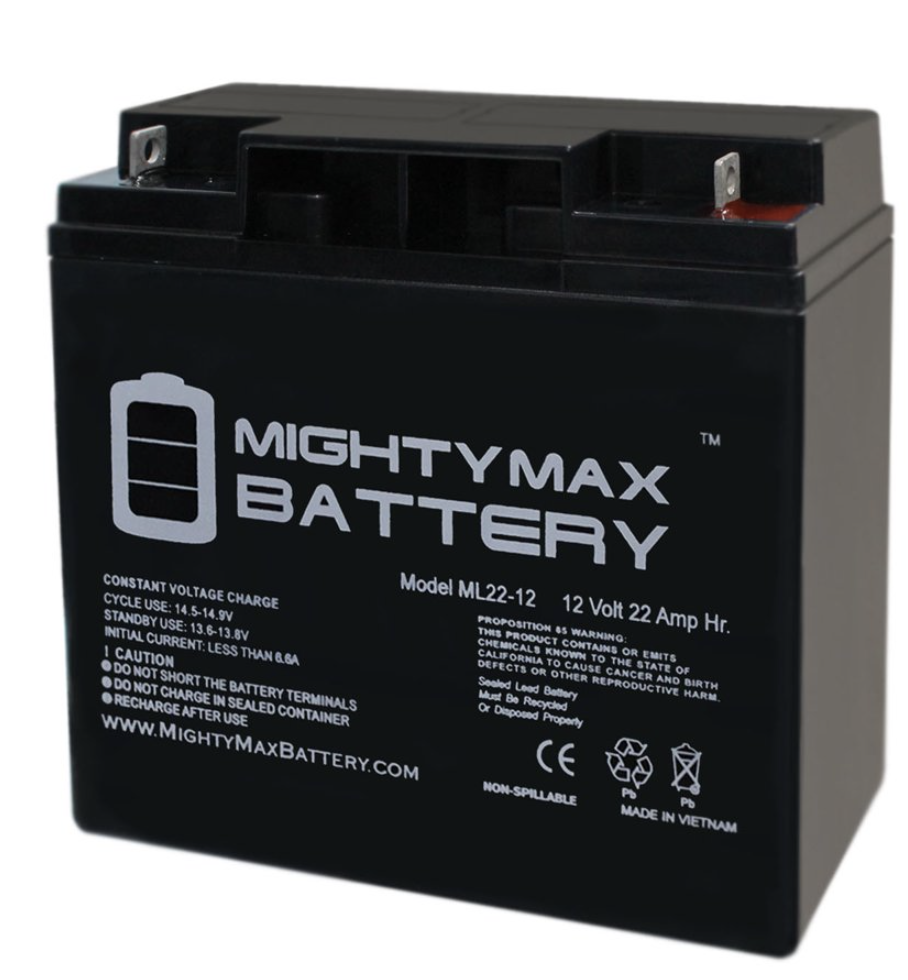 MIGHTYMAX ™
BATTERY
Model ML22-12 12 Volt 22 Amp Hr.
CONSTANT VOLTAGE CHARGE
CYCLE USE: 14.5-14.9V
STANDBY USE: 13.6-13.8V
INITIAL CURRENT: LESS THAN 6.6A
! CAUTION
● DO NOT SHORT THE BATTERY TERMINALS
● DO NOT CHARGE IN SEALED CONTAINER
● RECHARGE AFTER USE
WWW.MIGHTYMAXBATTERY.COM
PROPOSITION 65 WARNING:
THIS PRODUCT CONTAINS OR EMITS
CHEMICALS KNOWN TO THE STATE OF
CALIFORNIA TO CAUSE CANCER AND BIRTH
DEFECTS OR OTHER REPRODUCTIVE HARM.
Sealed Lead Battery
Must Be Recycled
Or Disposed Properly
CE
NON-SPILLABLE
Pb
Pb
MADE IN VIETNAM